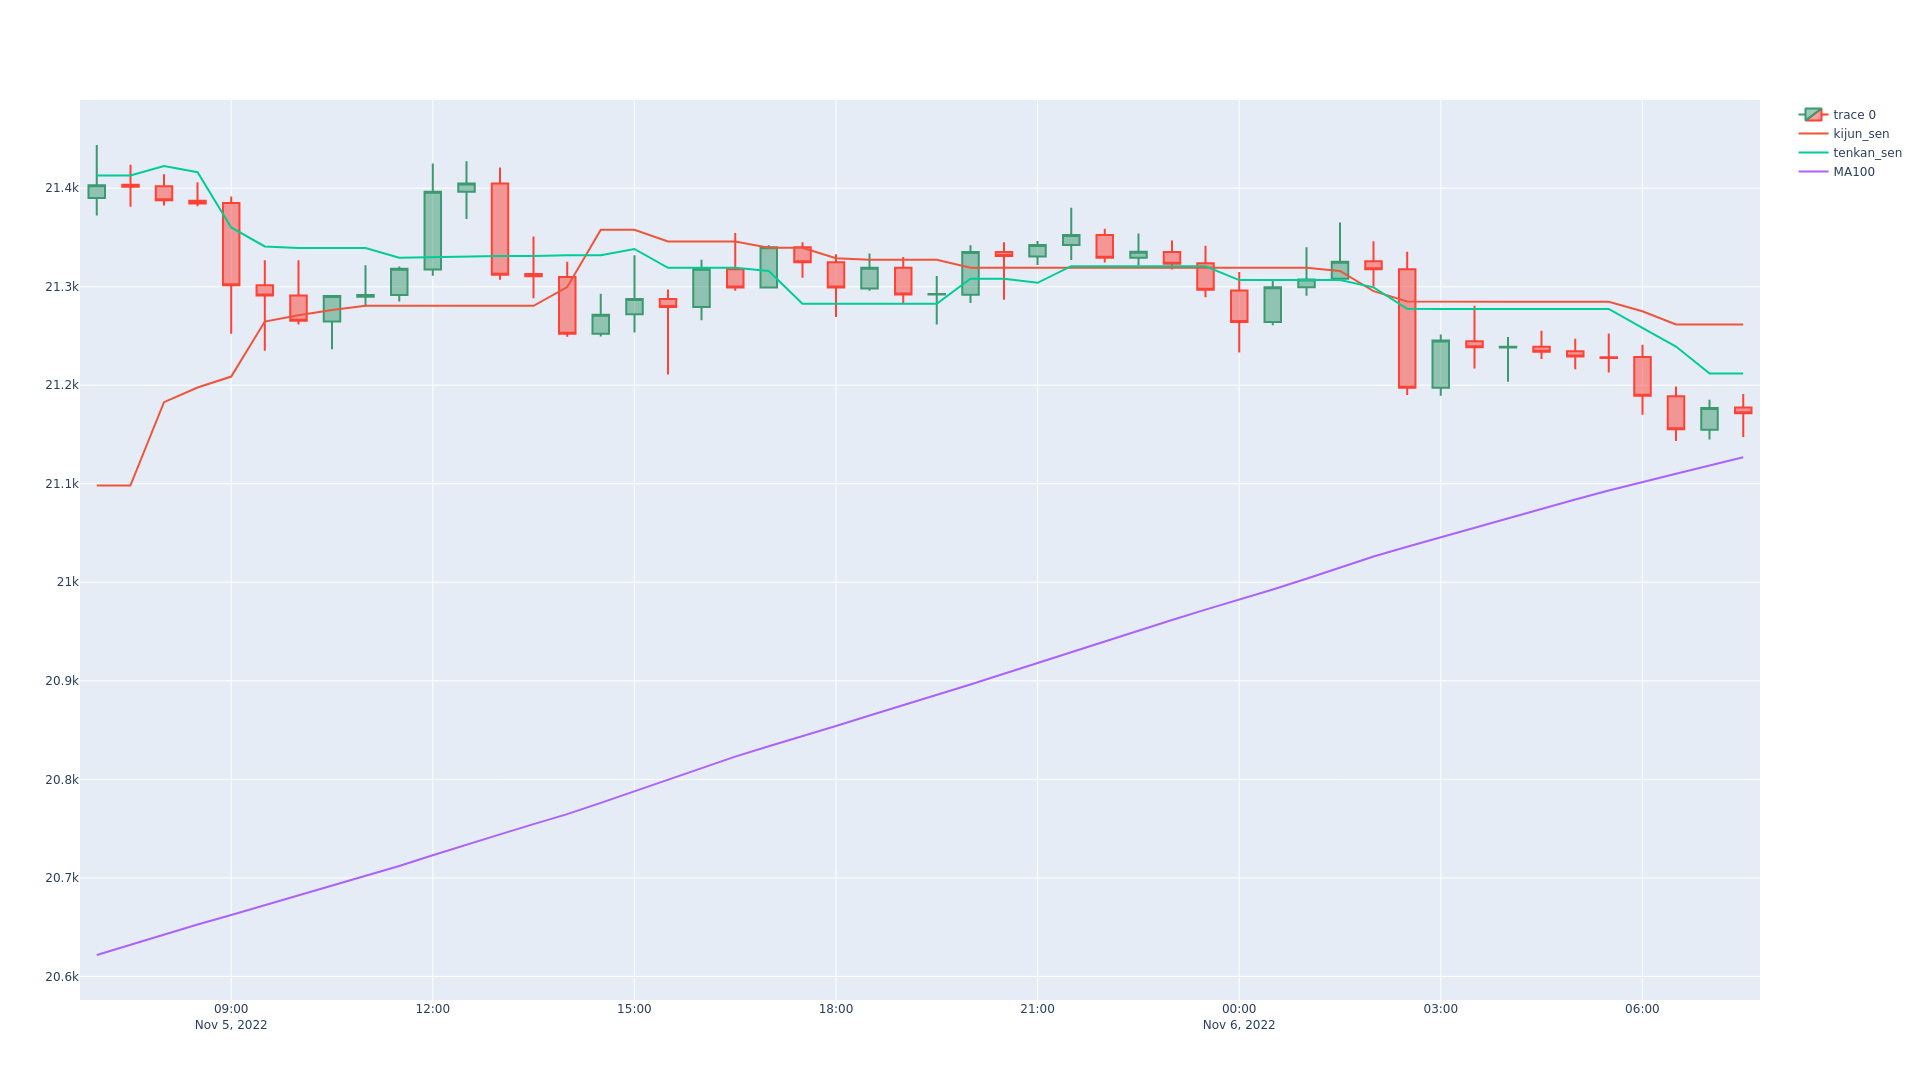 trace 0
kijun_sen
tenkan_sen
MA100
21.4k
21.3k
21.2k
21.1k
21k
20.9k
20.8k
20.7k
20.6k
09:00 12:00 15:00 18:00 21:00 00:00 03:00 06:00
Nov 5, 2022 Nov 6, 2022